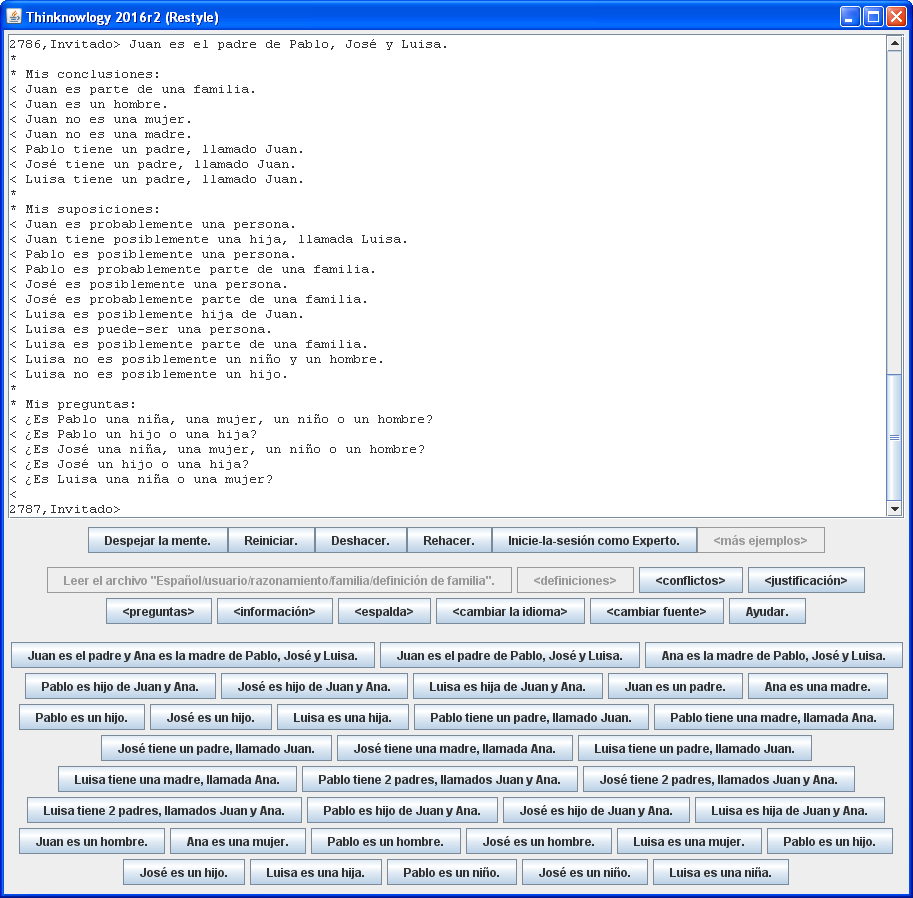 Thinknowlogy 2016r2 (Restyle)
2786,Invitado> Juan es el padre de Pablo, José y Luisa.
*
* Mis conclusiones:
< Juan es parte de una familia.
< Juan es un hombre.
< Juan no es una mujer.
< Juan no es una madre.
< Pablo tiene un padre, llamado Juan.
< José tiene un padre, llamado Juan.
< Luisa tiene un padre, llamado Juan.
*
* Mis suposiciones:
< Juan es probablemente una persona.
< Juan tiene posiblemente una hija, llamada Luisa.
< Pablo es posiblemente una persona.
< Pablo es probablemente parte de una familia.
< José es posiblemente una persona.
< José es probablemente parte de una familia.
< Luisa es posiblemente hija de Juan.
< Luisa es puede-ser una persona.
< Luisa es posiblemente parte de una familia.
< Luisa no es posiblemente un niño y un hombre.
< Luisa no es posiblemente un hijo.
*
* Mis preguntas:
< ¿Es Pablo una niña, una mujer, un niño o un hombre?
< ¿Es Pablo un hijo o una hija?
< ¿Es José una niña, una mujer, un niño o un hombre?
< ¿Es José un hijo o una hija?
< ¿Es Luisa una niña o una mujer?
<
2787,Invitado>
Despejar la mente. Reiniciar. Deshacer. Rehacer. Inicie-la-sesión como Experto. <más ejemplos>
Leer el archivo "Español/usuario/razonamiento/familia/definición de familia". <definiciones> <conflictos> <justificación>
<preguntas> <información> <espalda> <cambiar la idioma> <cambiar fuente> Ayudar.
Juan es el padre y Ana es la madre de Pablo, José y Luisa. Juan es el padre de Pablo, José y Luisa. Ana es la madre de Pablo, José y Luisa.
Pablo es hijo de Juan y Ana. José es hijo de Juan y Ana. Luisa es hija de Juan y Ana. Juan es un padre. Ana es una madre.
Pablo es un hijo. José es un hijo. Luisa es una hija. Pablo tiene un padre, llamado Juan. Pablo tiene una madre, llamada Ana.
José tiene un padre, llamado Juan. José tiene una madre, llamada Ana. Luisa tiene un padre, llamado Juan.
Luisa tiene una madre, llamada Ana. Pablo tiene 2 padres, llamados Juan y Ana. José tiene 2 padres, llamados Juan y Ana.
Luisa tiene 2 padres, llamados Juan y Ana. Pablo es hijo de Juan y Ana. José es hijo de Juan y Ana. Luisa es hija de Juan y Ana.
Juan es un hombre. Ana es una mujer. Pablo es un hombre. José es un hombre. Luisa es una mujer. Pablo es un hijo.
José es un hijo. Luisa es una hija. Pablo es un niño. José es un niño. Luisa es una niña.